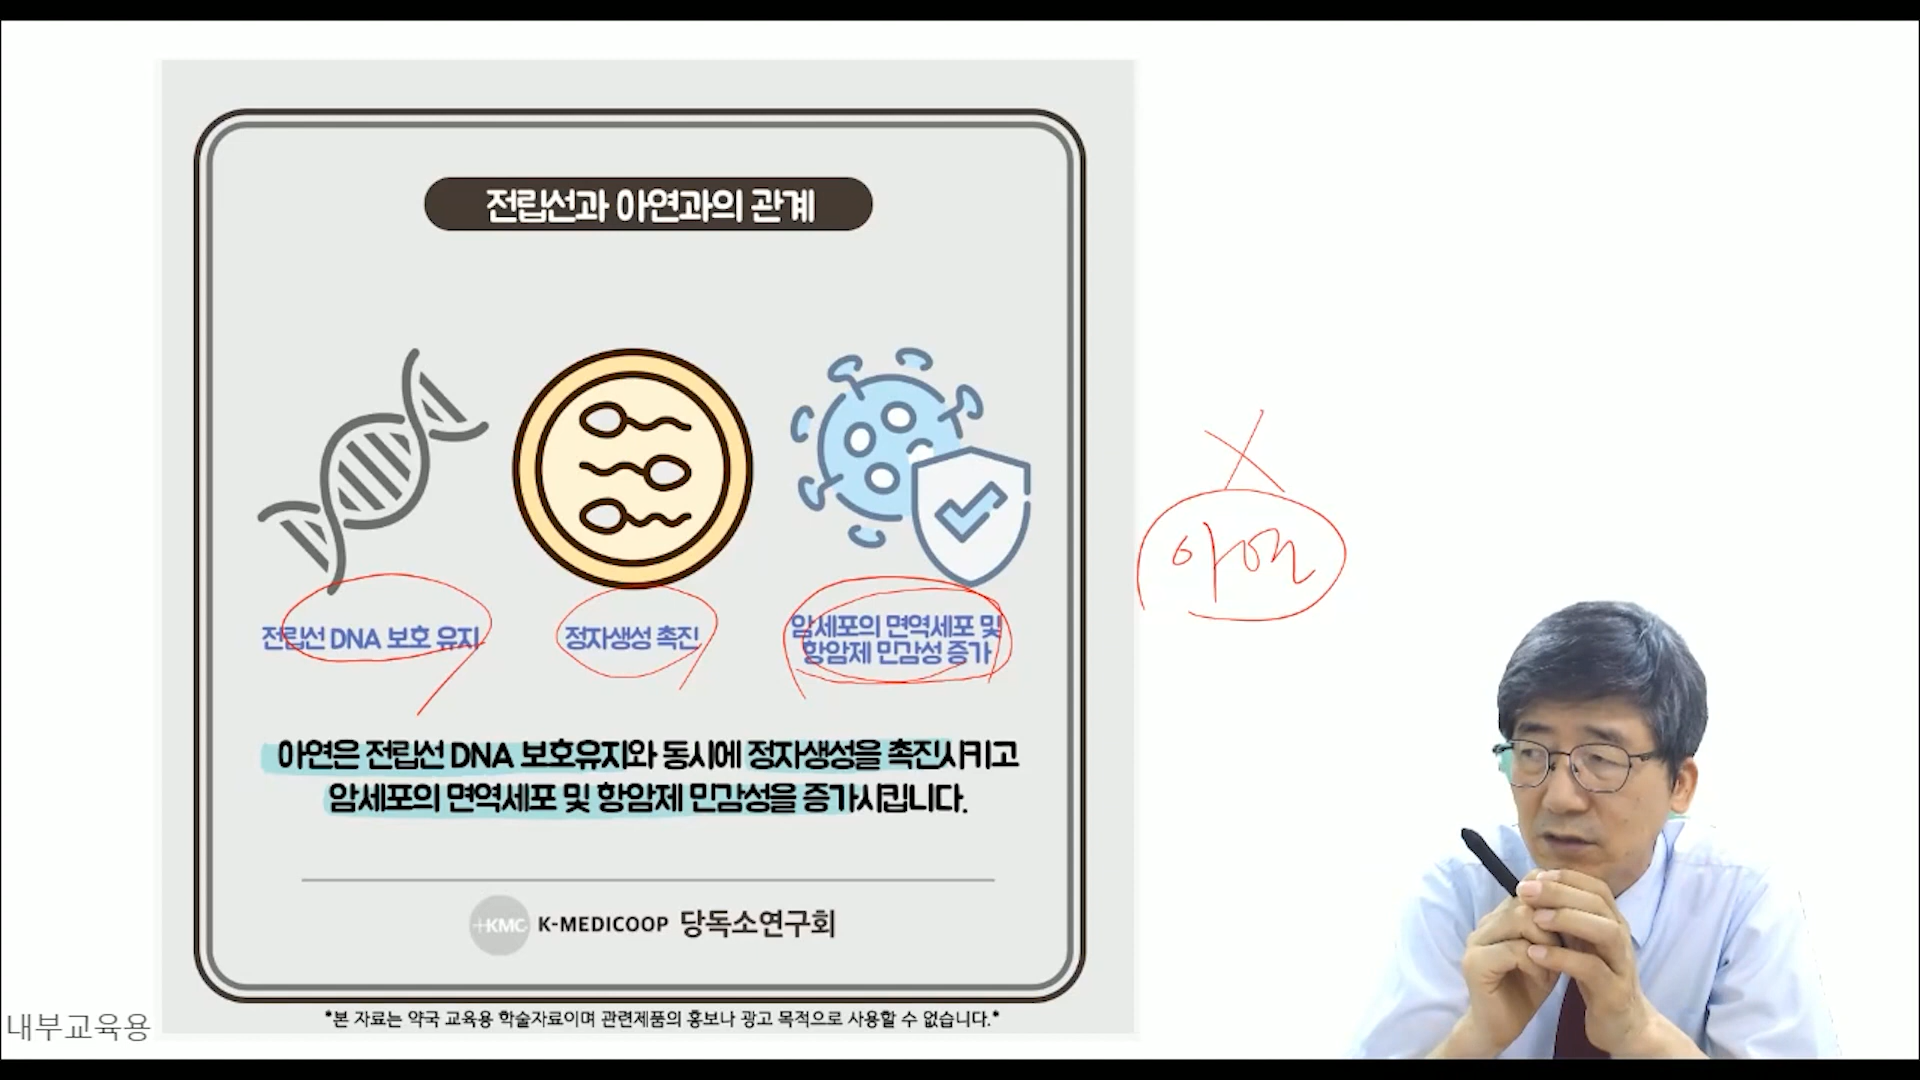 전립선과 아연과의 관계
전립선 DNA 보호 유지
정자생성 촉진
암세포의 면역세포 및
항암제 민감성 증가
아연
아연은 전립선 DNA 보호유지와 동시에 정자생성을 촉진시키고
암세포의 면역세포 및 항암제 민감성을 증가시킵니다.
+KMC K-MEDICOOP 당독소연구회
*본 자료는 약국 교육용 학술자료이며 관련제품의 홍보나 광고 목적으로 사용할 수 없습니다.*
내부교육용